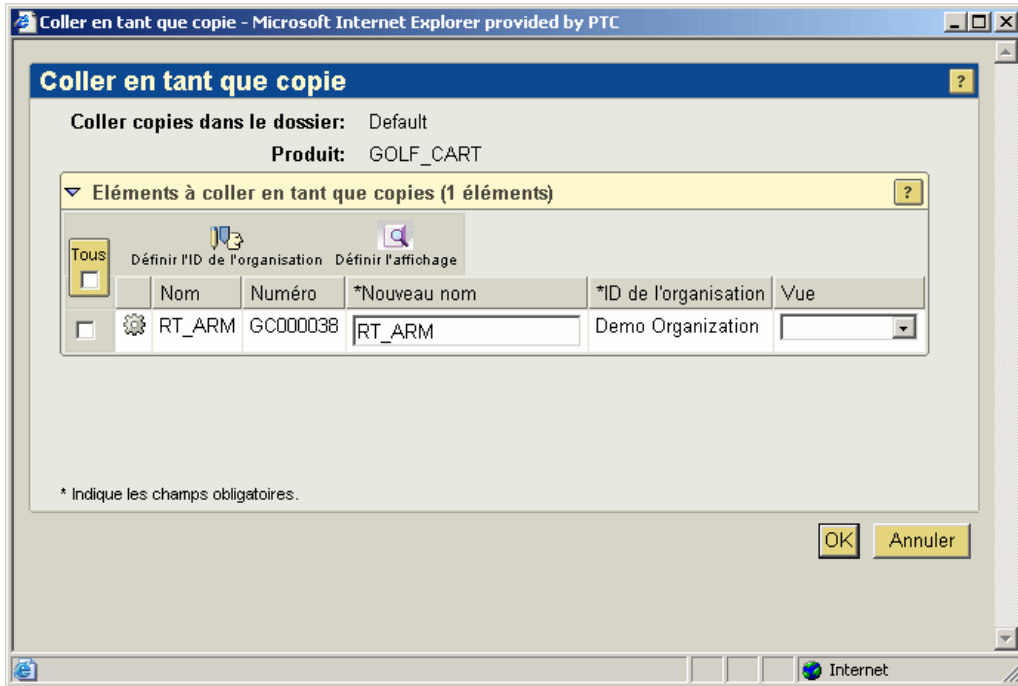 Coller en tant que copie - Microsoft Internet Explorer provided by PTC
Coller en tant que copie
?
Coller copies dans le dossier: Default
Produit: GOLF_CART
Eléments à coller en tant que copies (1 éléments)
?
Tous
Définir l'ID de l'organisation Définir l'affichage
Nom Numéro *Nouveau nom *ID de l'organisation Vue
RT_ARM GC000038 RT_ARM Demo Organization
* Indique les champs obligatoires.
OK Annuler
Internet